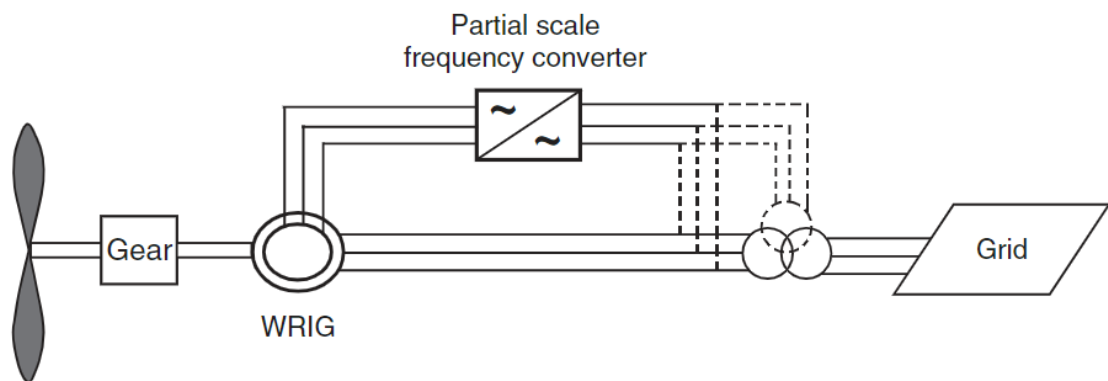 Partial scale
frequency converter
~
~
Gear
WRIG
Grid